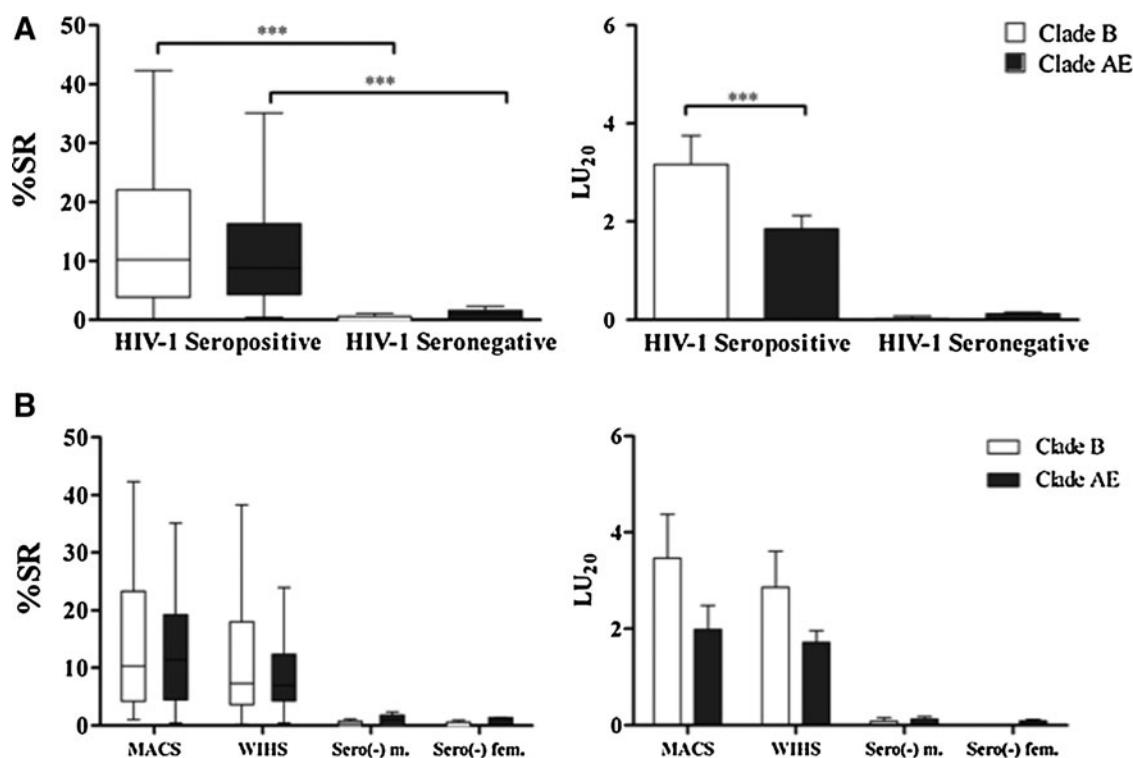 A
%SR
50
40
30
20
10
0
***
***
HIV-1 Seropositive HIV-1 Seronegative
LU20
6
4
2
0
***
Clade B
Clade AE
HIV-1 Seropositive HIV-1 Seronegative
B
%SR
50
40
30
20
10
0
MACS WIHS Sero(-) m. Sero(-) fem.
LU20
6
4
2
0
Clade B
Clade AE
MACS WIHS Sero(-) m. Sero(-) fem.